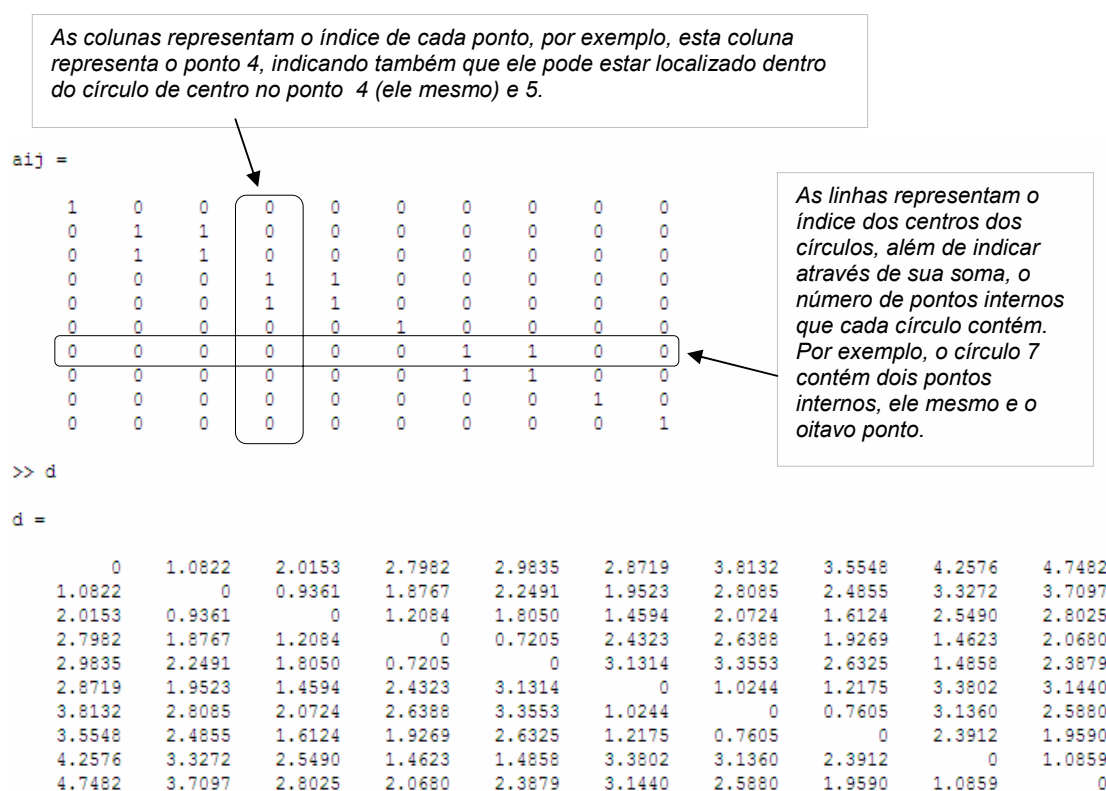 As colunas representam o índice de cada ponto, por exemplo, esta coluna
representa o ponto 4, indicando também que ele pode estar localizado dentro
do círculo de centro no ponto 4 (ele mesmo) e 5.
aij =
1 0 0 0 0 0 0 0 0 0
0 1 1 0 0 0 0 0 0 0
0 1 1 0 0 0 0 0 0 0
0 0 0 1 1 0 0 0 0 0
0 0 0 1 1 0 0 0 0 0
0 0 0 0 0 1 0 0 0 0
0 0 0 0 0 0 1 1 0 0
0 0 0 0 0 0 1 1 0 0
0 0 0 0 0 0 0 0 1 0
0 0 0 0 0 0 0 0 0 1
As linhas representam o
índice dos centros dos
círculos, além de indicar
através de sua soma, o
número de pontos internos
que cada círculo contém.
Por exemplo, o círculo 7
contém dois pontos
internos, ele mesmo e o
oitavo ponto.
>> d
d =
0 1.0822 2.0153 2.7982 2.9835 2.8719 3.8132 3.5548 4.2576 4.7482
1.0822 0 0.9361 1.8767 2.2491 1.9523 2.8085 2.4855 3.3272 3.7097
2.0153 0.9361 0 1.2084 1.8050 1.4594 2.0724 1.6124 2.5490 2.8025
2.7982 1.8767 1.2084 0 0.7205 2.4323 2.6388 1.9269 1.4623 2.0680
2.9835 2.2491 1.8050 0.7205 0 3.1314 3.3553 2.6325 1.4858 2.3879
2.8719 1.9523 1.4594 2.4323 3.1314 0 1.0244 1.2175 3.3802 3.1440
3.8132 2.8085 2.0724 2.6388 3.3553 1.0244 0 0.7605 3.1360 2.5880
3.5548 2.4855 1.6124 1.9269 2.6325 1.2175 0.7605 0 2.3912 1.9590
4.2576 3.3272 2.5490 1.4623 1.4858 3.3802 3.1360 2.3912 0 1.0859
4.7482 3.7097 2.8025 2.0680 2.3879 3.1440 2.5880 1.9590 1.0859 0